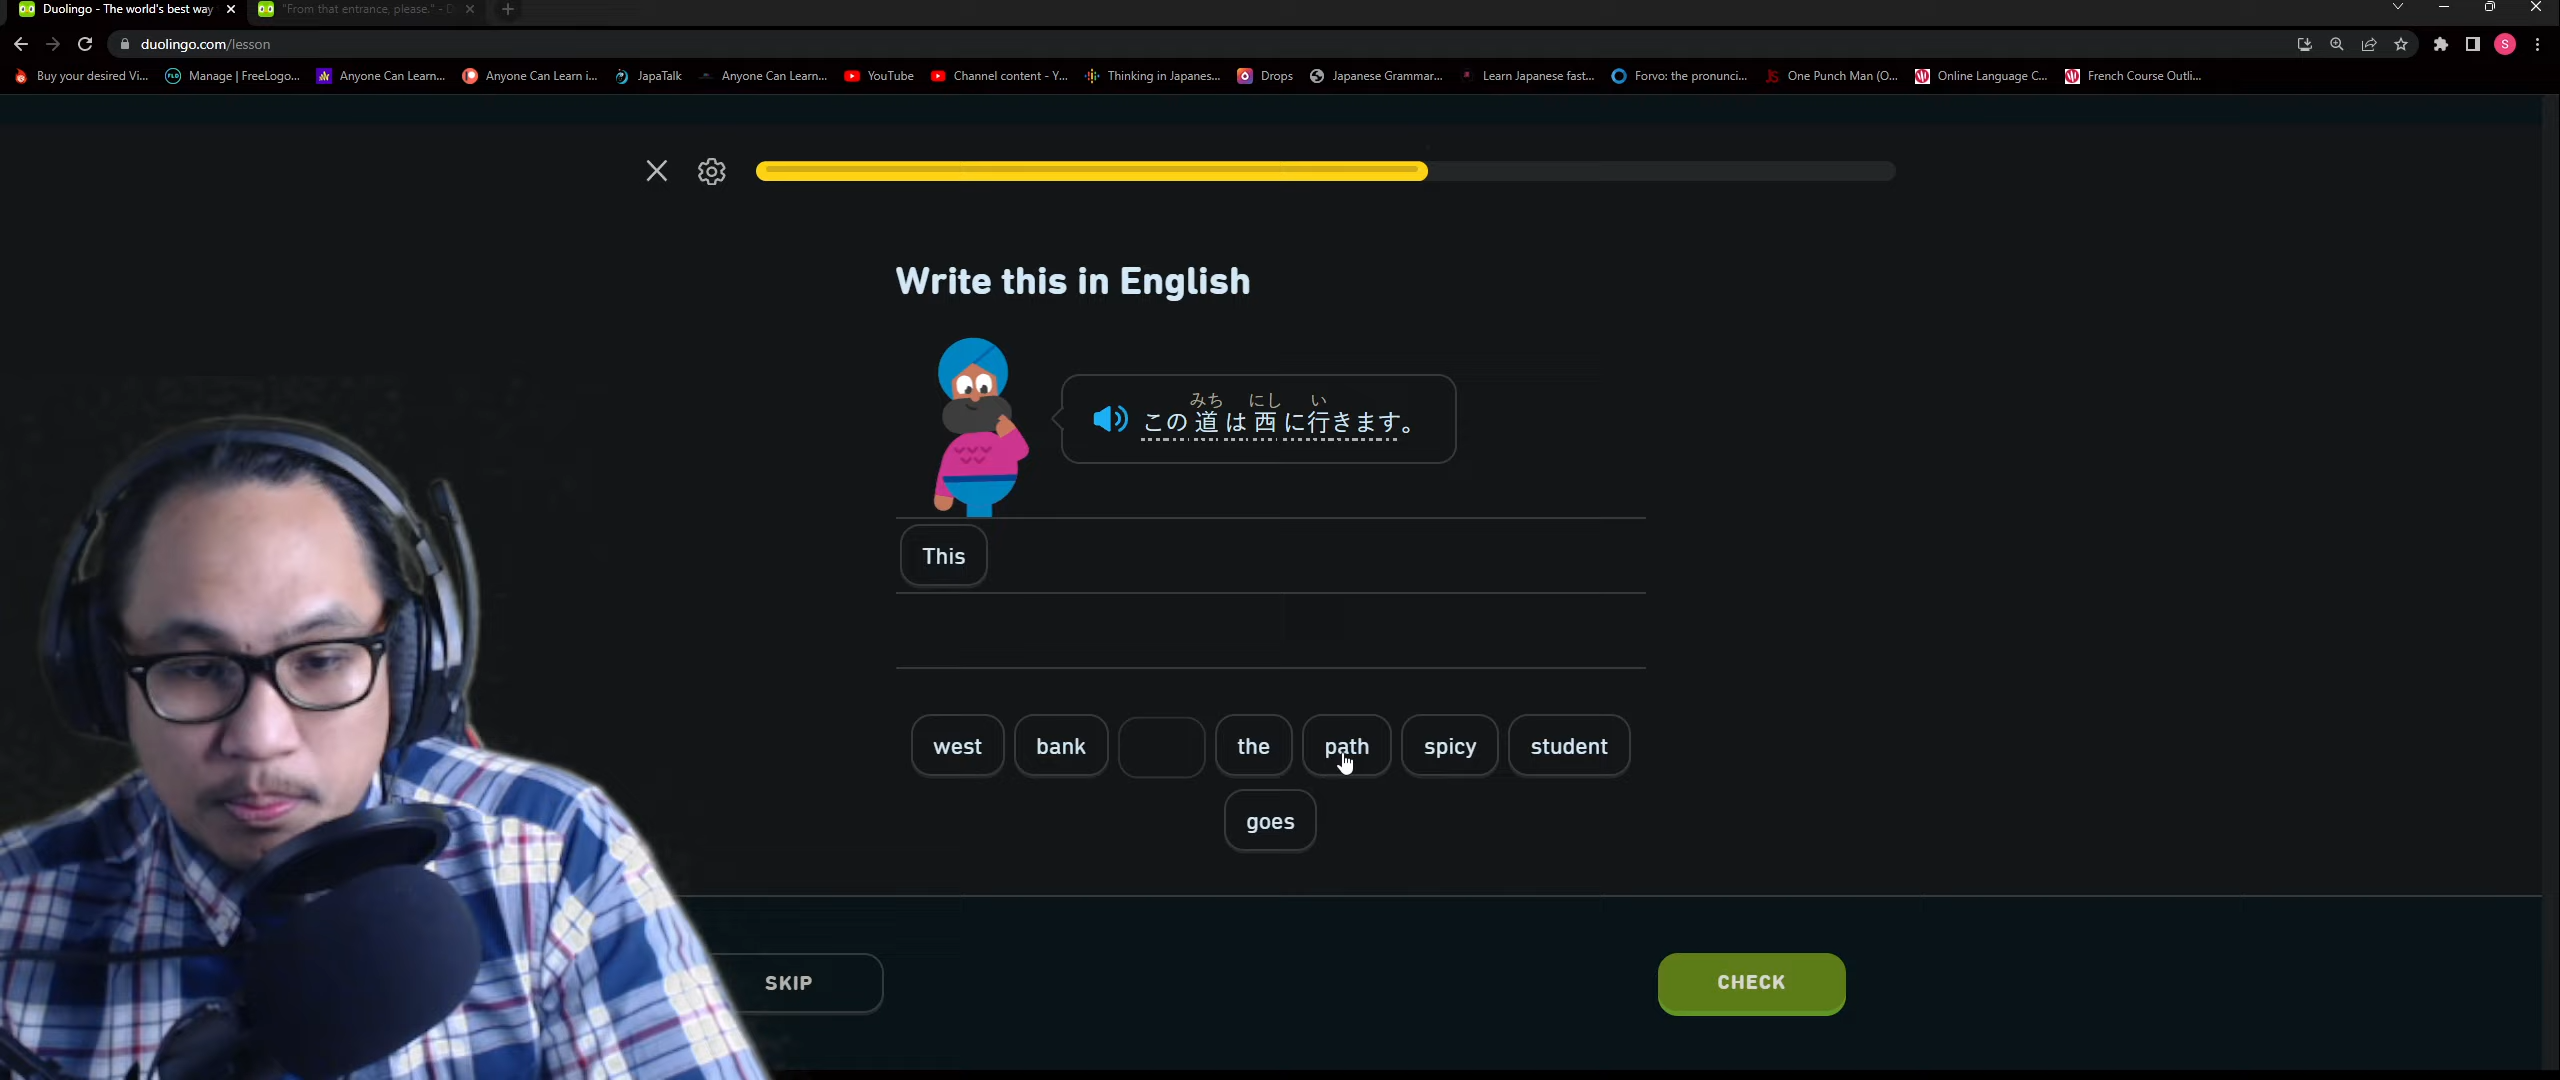 Duolingo - The world's best way
"From that entrance, please." - D
duolingo.com/lesson
S
Buy your desired Vi... Manage | FreeLogo... Anyone Can Learn... Anyone Can Learn i... JapaTalk Anyone Can Learn... YouTube Channel content - Y... Thinking in Japanes... Drops Japanese Grammar... Learn Japanese fast... Forvo: the pronunci... One Punch Man (O... Online Language C... French Course Outli...
Write this in English
みち にし い
この道は西に行きます。
This
west bank the path spicy student
goes
SKIP CHECK